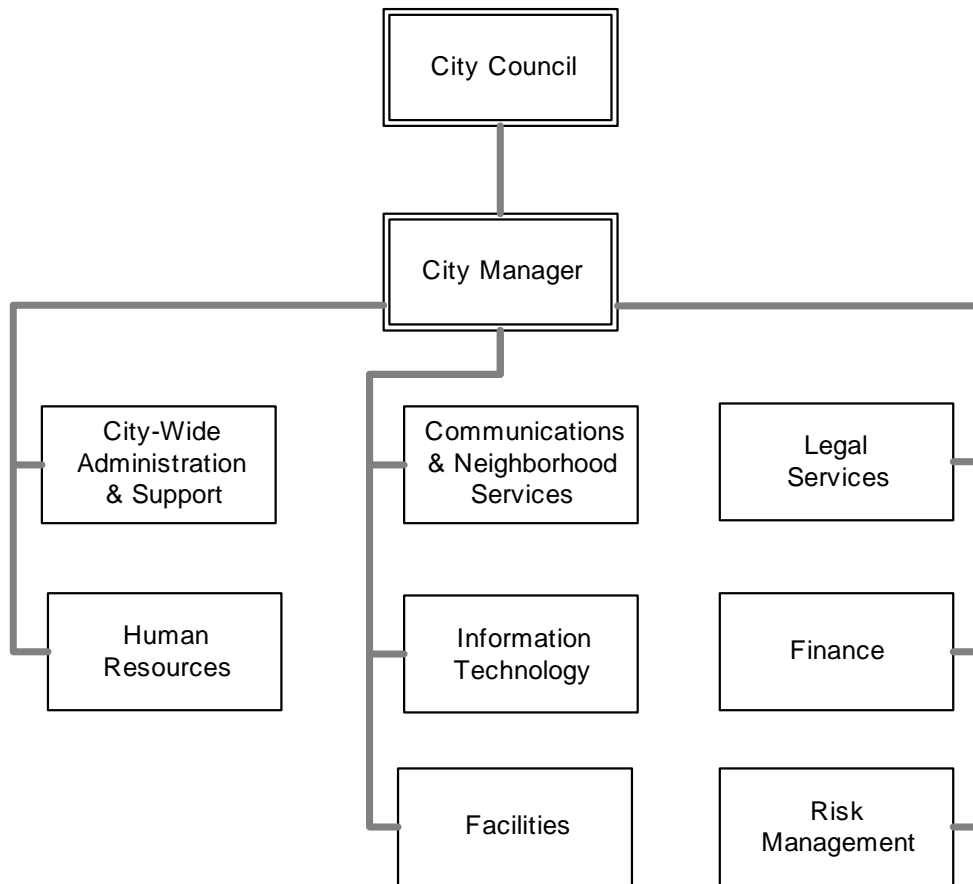 City Council
City Manager
City-Wide
Administration
& Support
Communications
& Neighborhood
Services
Legal
Services
Human
Resources
Information
Technology
Finance
Facilities
Risk
Management